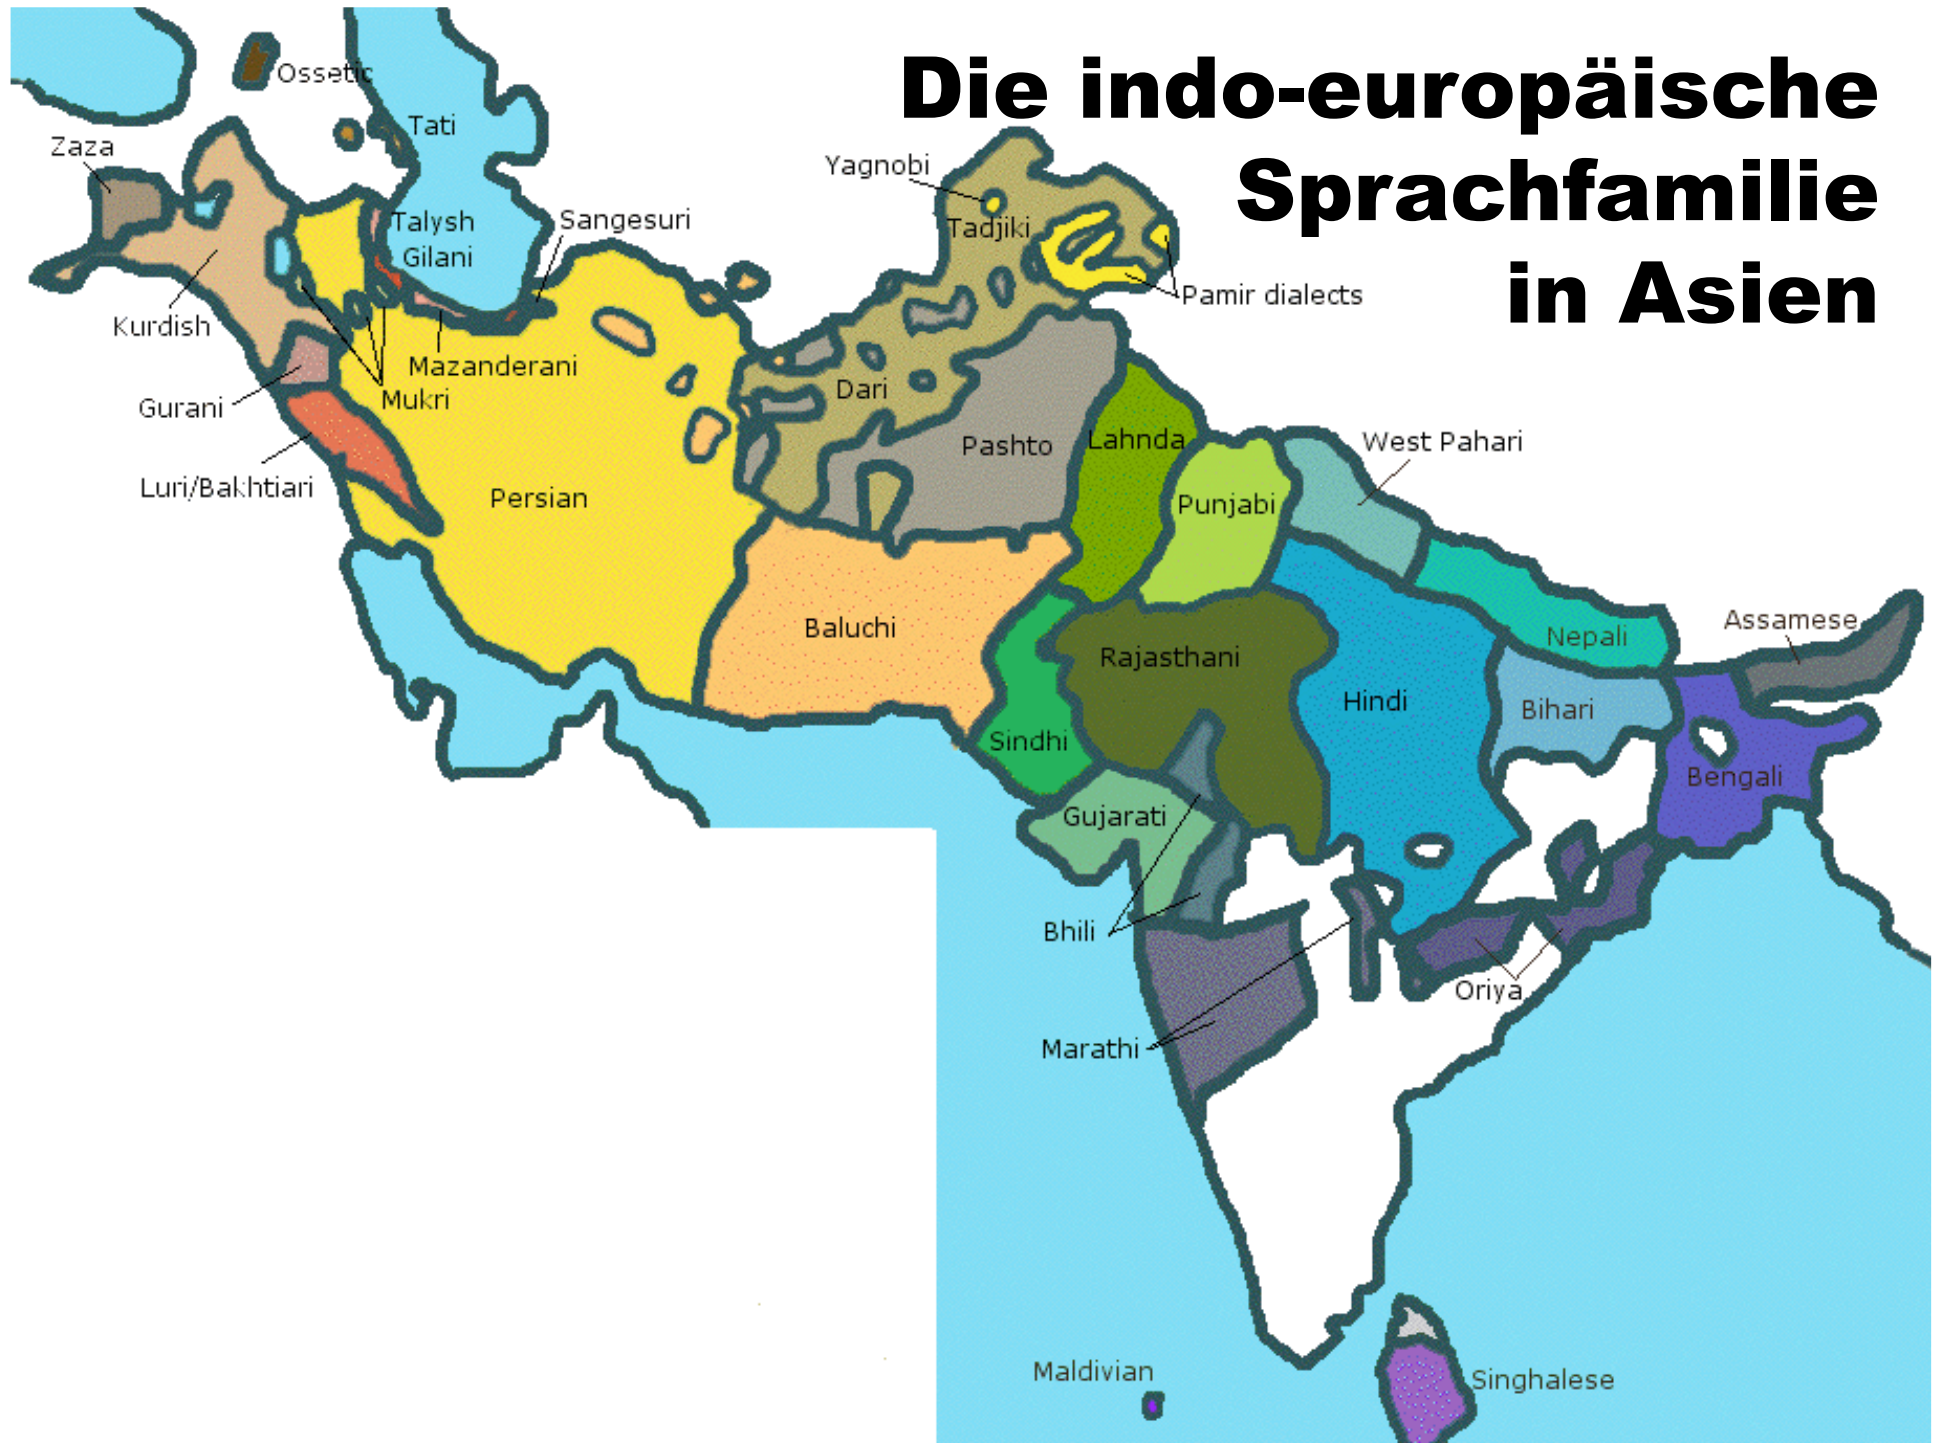 Die indo-europäische
Sprachfamilie
in Asien
Ossetic
Tati
Zaza
Yagnobi
Talysh
Sangesuri
Tadjiki
Gilani
Pamir dialects
Kurdish
Mazanderani
Dari
Mukri
Gurani
Lahnda
West Pahari
Pashto
Luri/Bakhtiari
Persian
Punjabi
Assamese
Baluchi
Nepali
Rajasthani
Hindi
Bihari
Sindhi
Bengali
Gujarati
Bhili
Oriya
Marathi
Maldivian
Singhalese